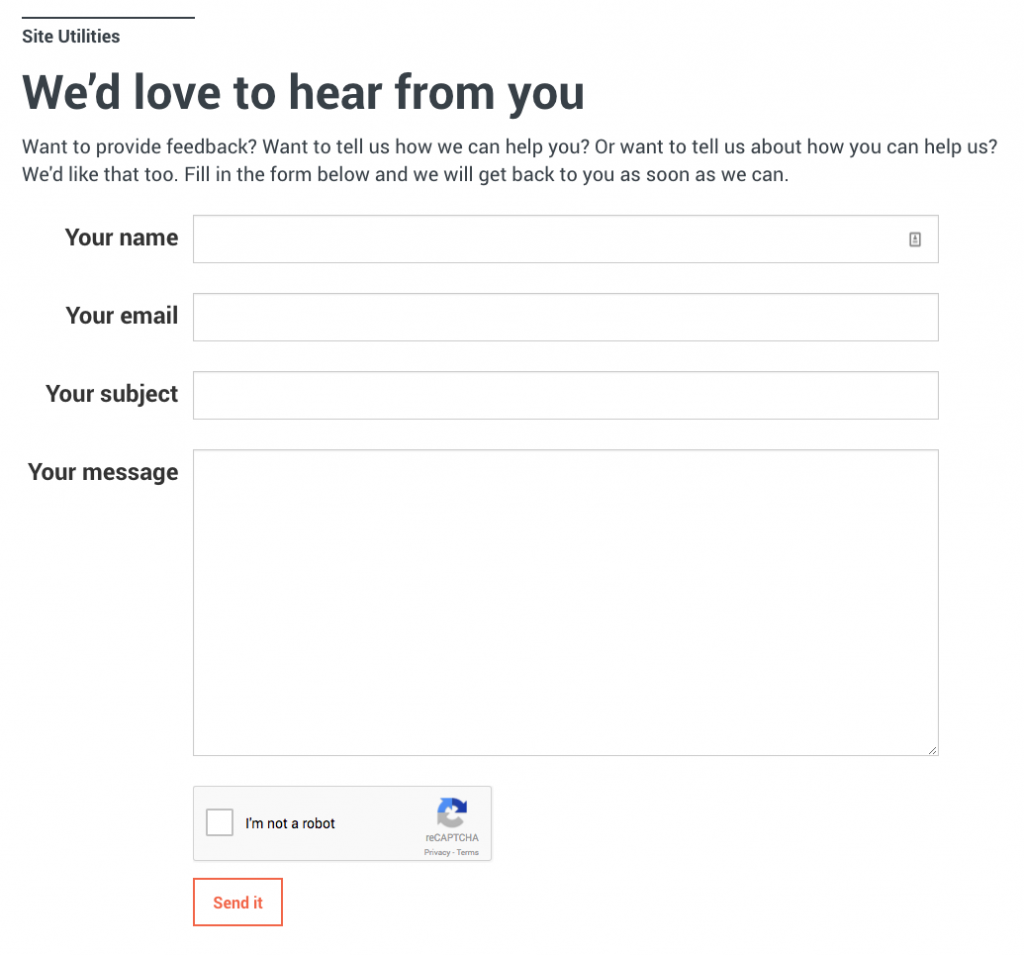 Site Utilities
We’d love to hear from you
Want to provide feedback? Want to tell us how we can help you? Or want to tell us about how you can help us?
We'd like that too. Fill in the form below and we will get back to you as soon as we can.
Your name
Your email
Your subject
Your message
I'm not a robot
reCAPTCHA
Privacy - Terms
Send it